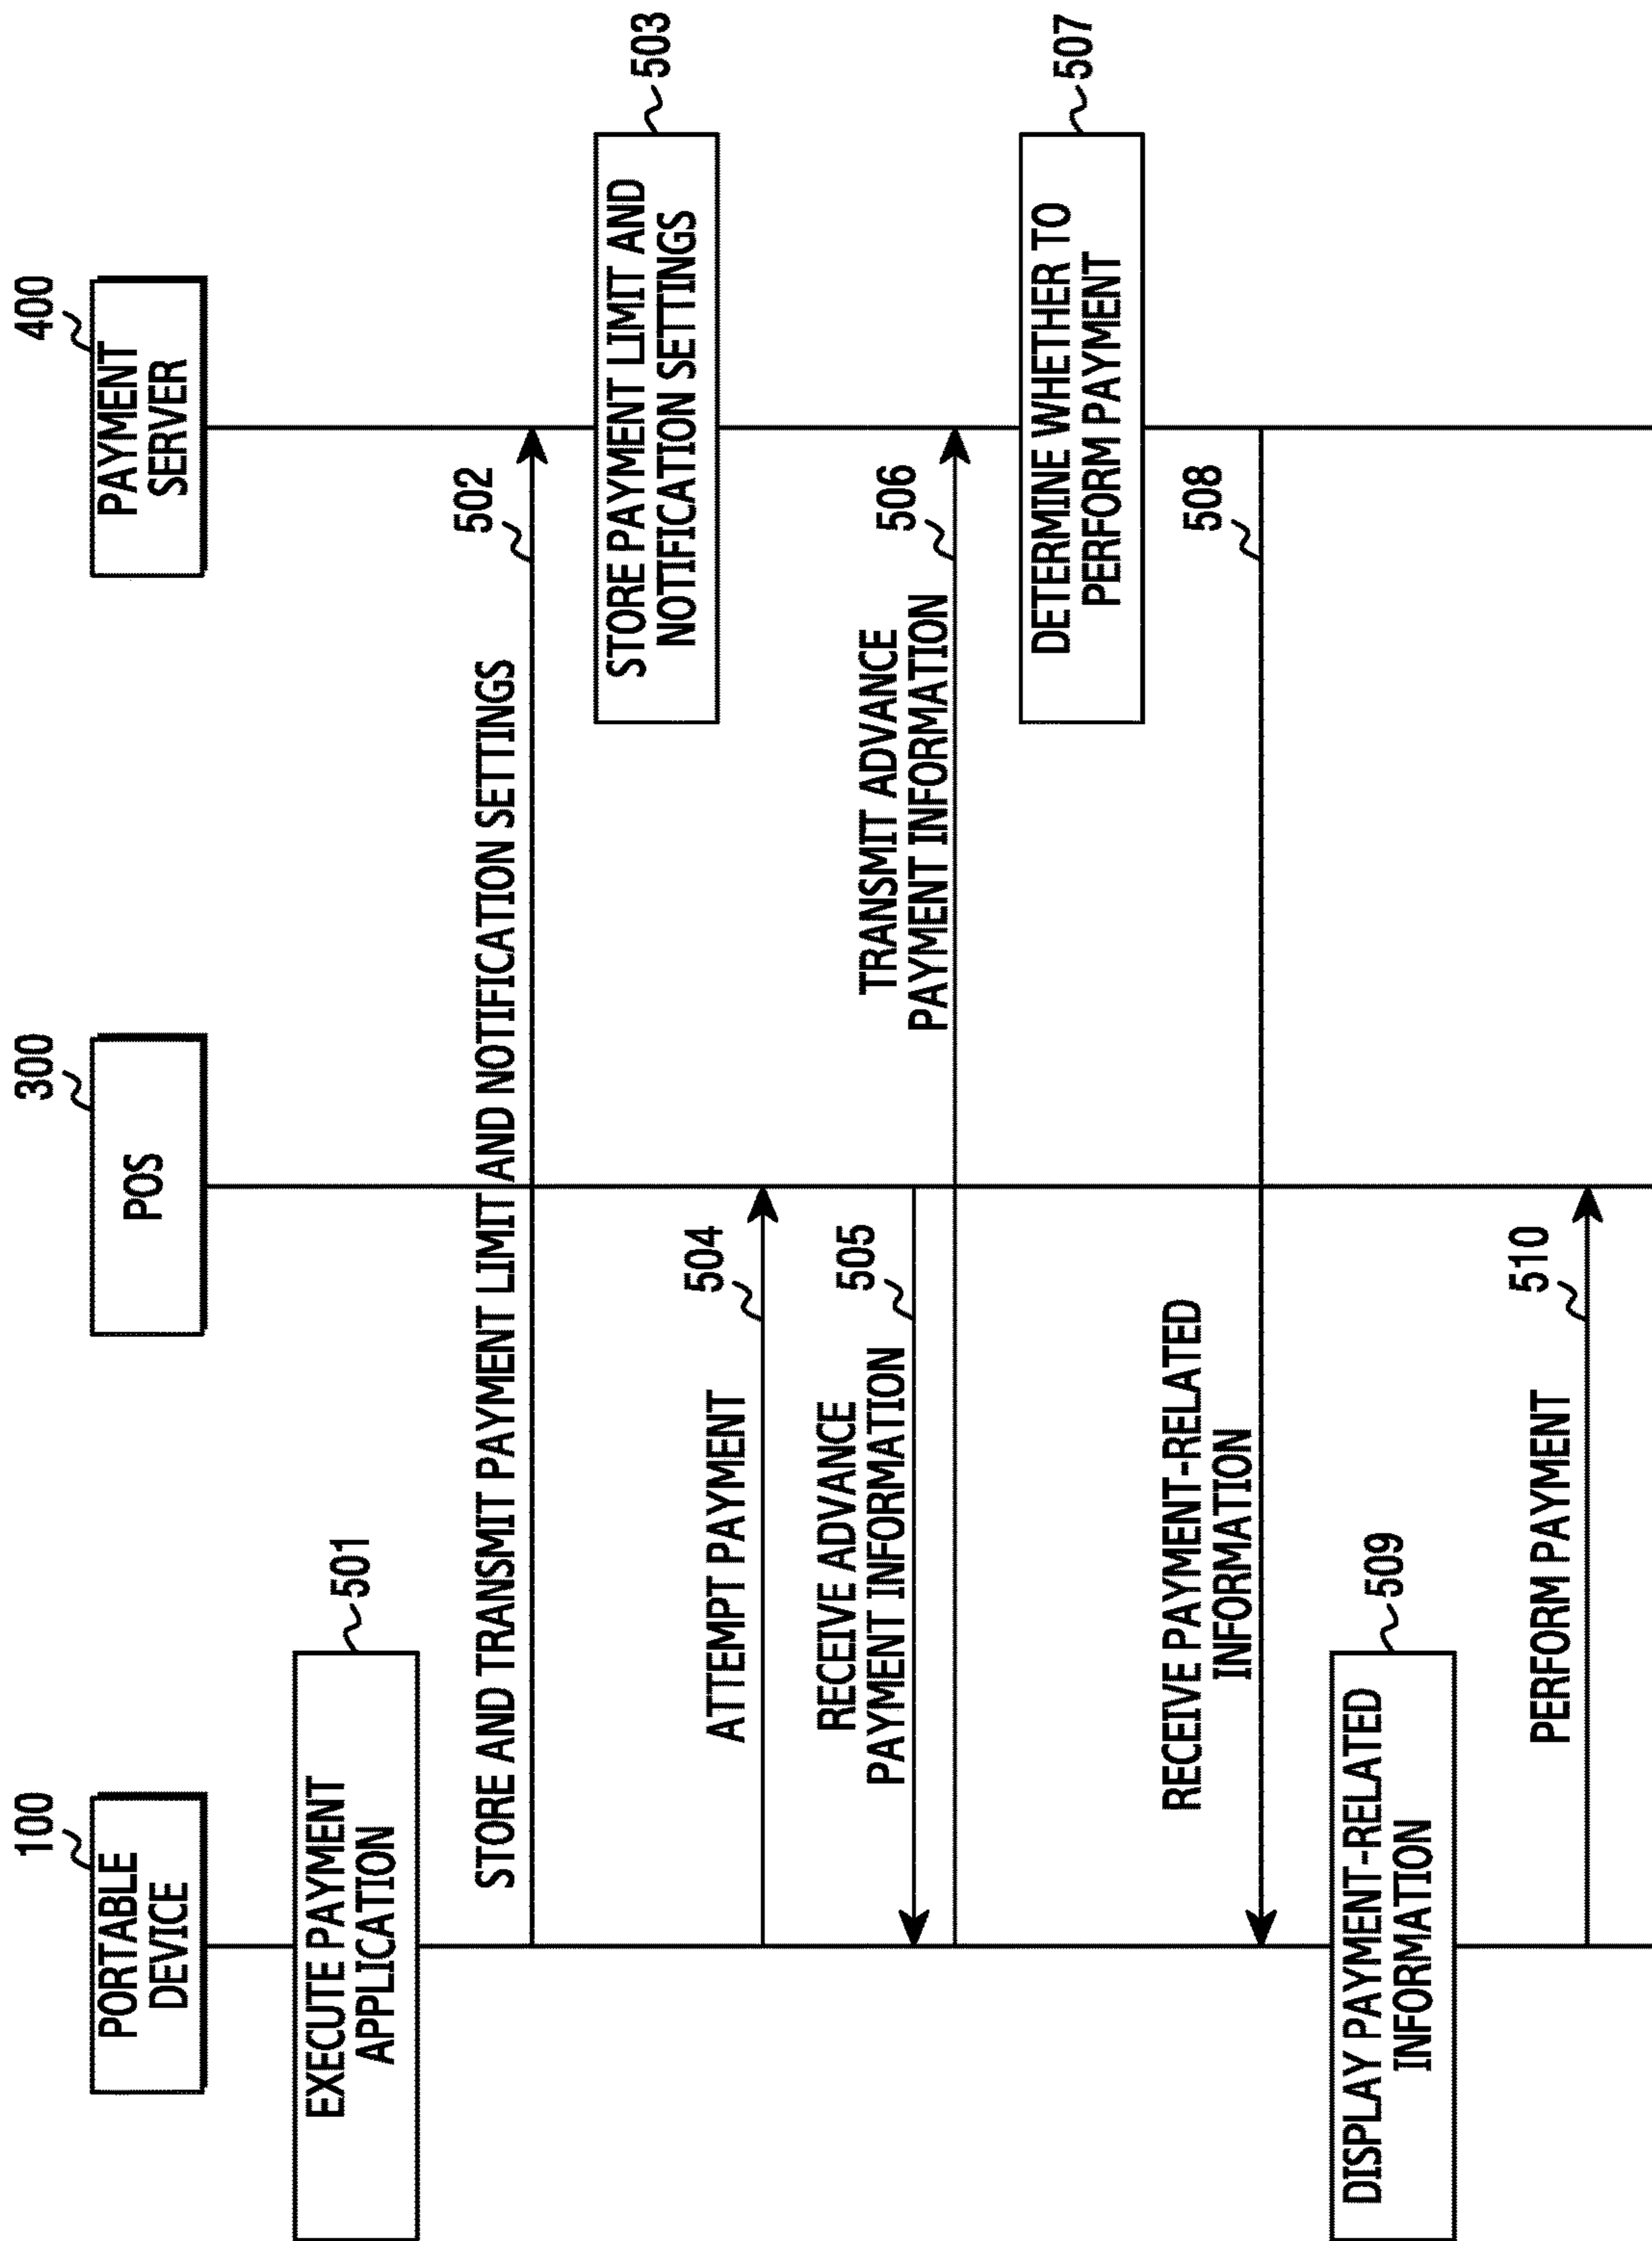 100
PORTABLE
DEVICE
300
POS
400
PAYMENT
SERVER
EXECUTE PAYMENT
APPLICATION
501
STORE AND TRANSMIT PAYMENT LIMIT AND NOTIFICATION SETTINGS
502
STORE PAYMENT LIMIT AND
NOTIFICATION SETTINGS
503
ATTEMPT PAYMENT
504
RECEIVE ADVANCE
PAYMENT INFORMATION
505
TRANSMIT ADVANCE
PAYMENT INFORMATION
506
DETERMINE WHETHER TO
PERFORM PAYMENT
507
RECEIVE PAYMENT-RELATED
INFORMATION
508
DISPLAY PAYMENT-RELATED
INFORMATION
509
PERFORM PAYMENT
510